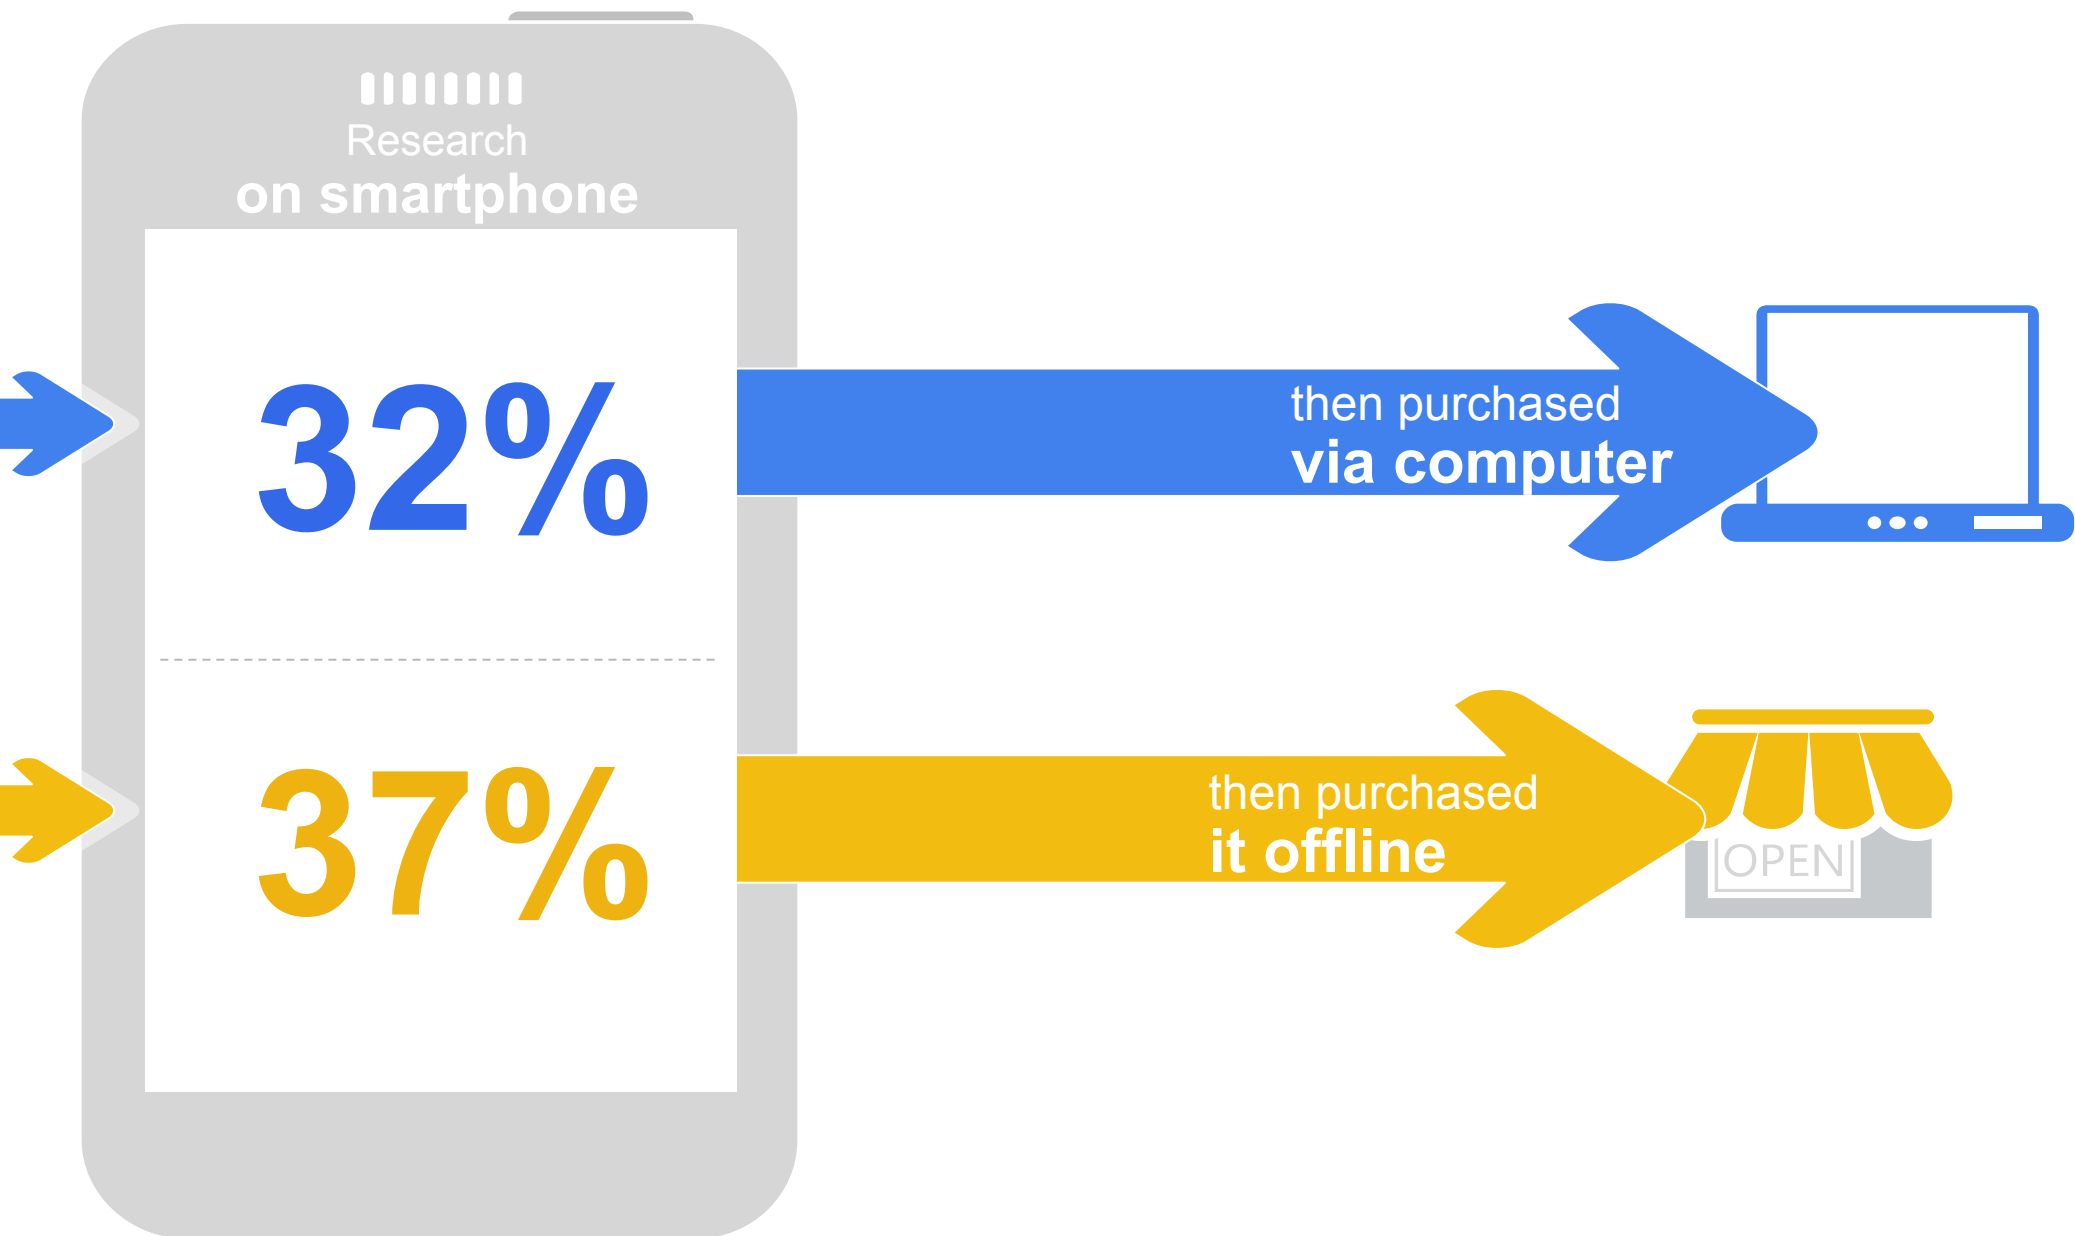 Research
on smartphone
32%
then purchased
via computer
37%
then purchased
it offline
OPEN